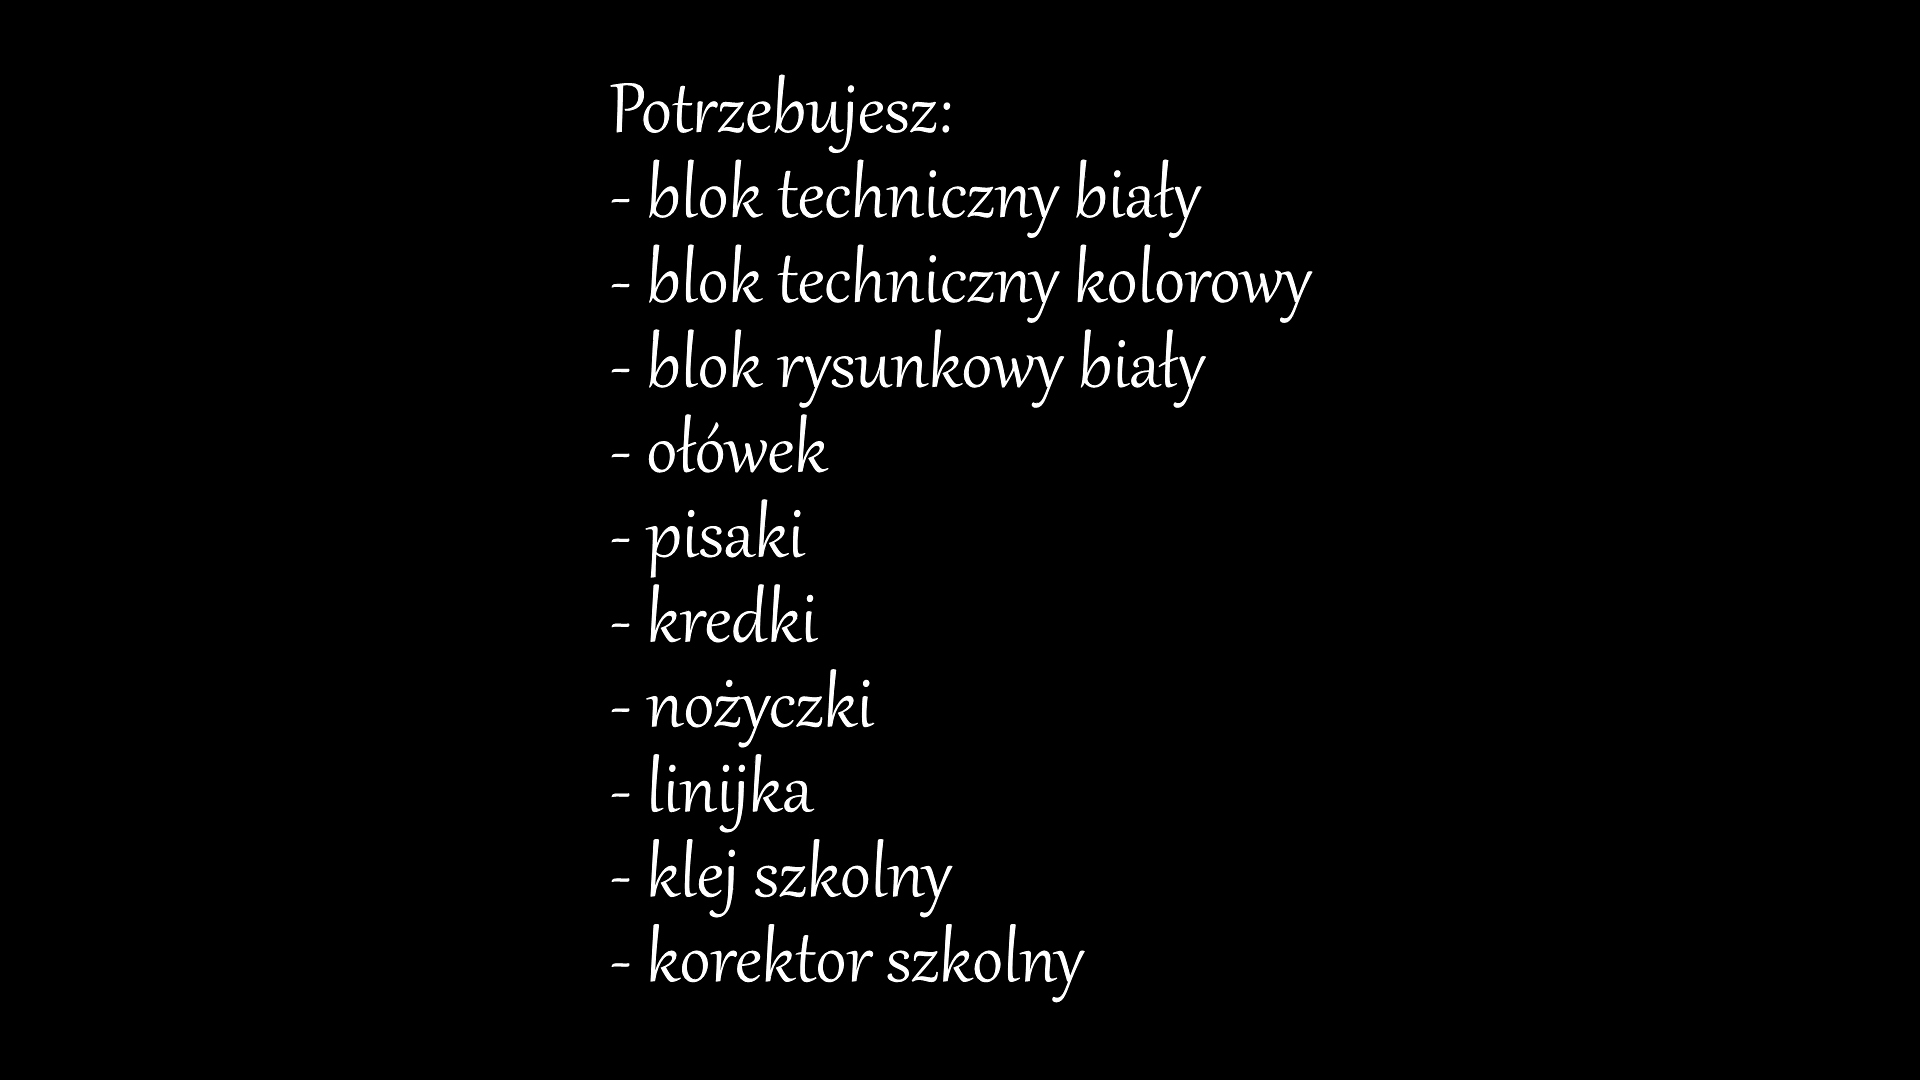 Potrzebujesz:
- blok techniczny biały
- blok techniczny kolorowy
- blok rysunkowy biały
- ołówek
- pisaki
- kredki
- nożyczki
- linijka
- klej szkolny
- korektor szkolny